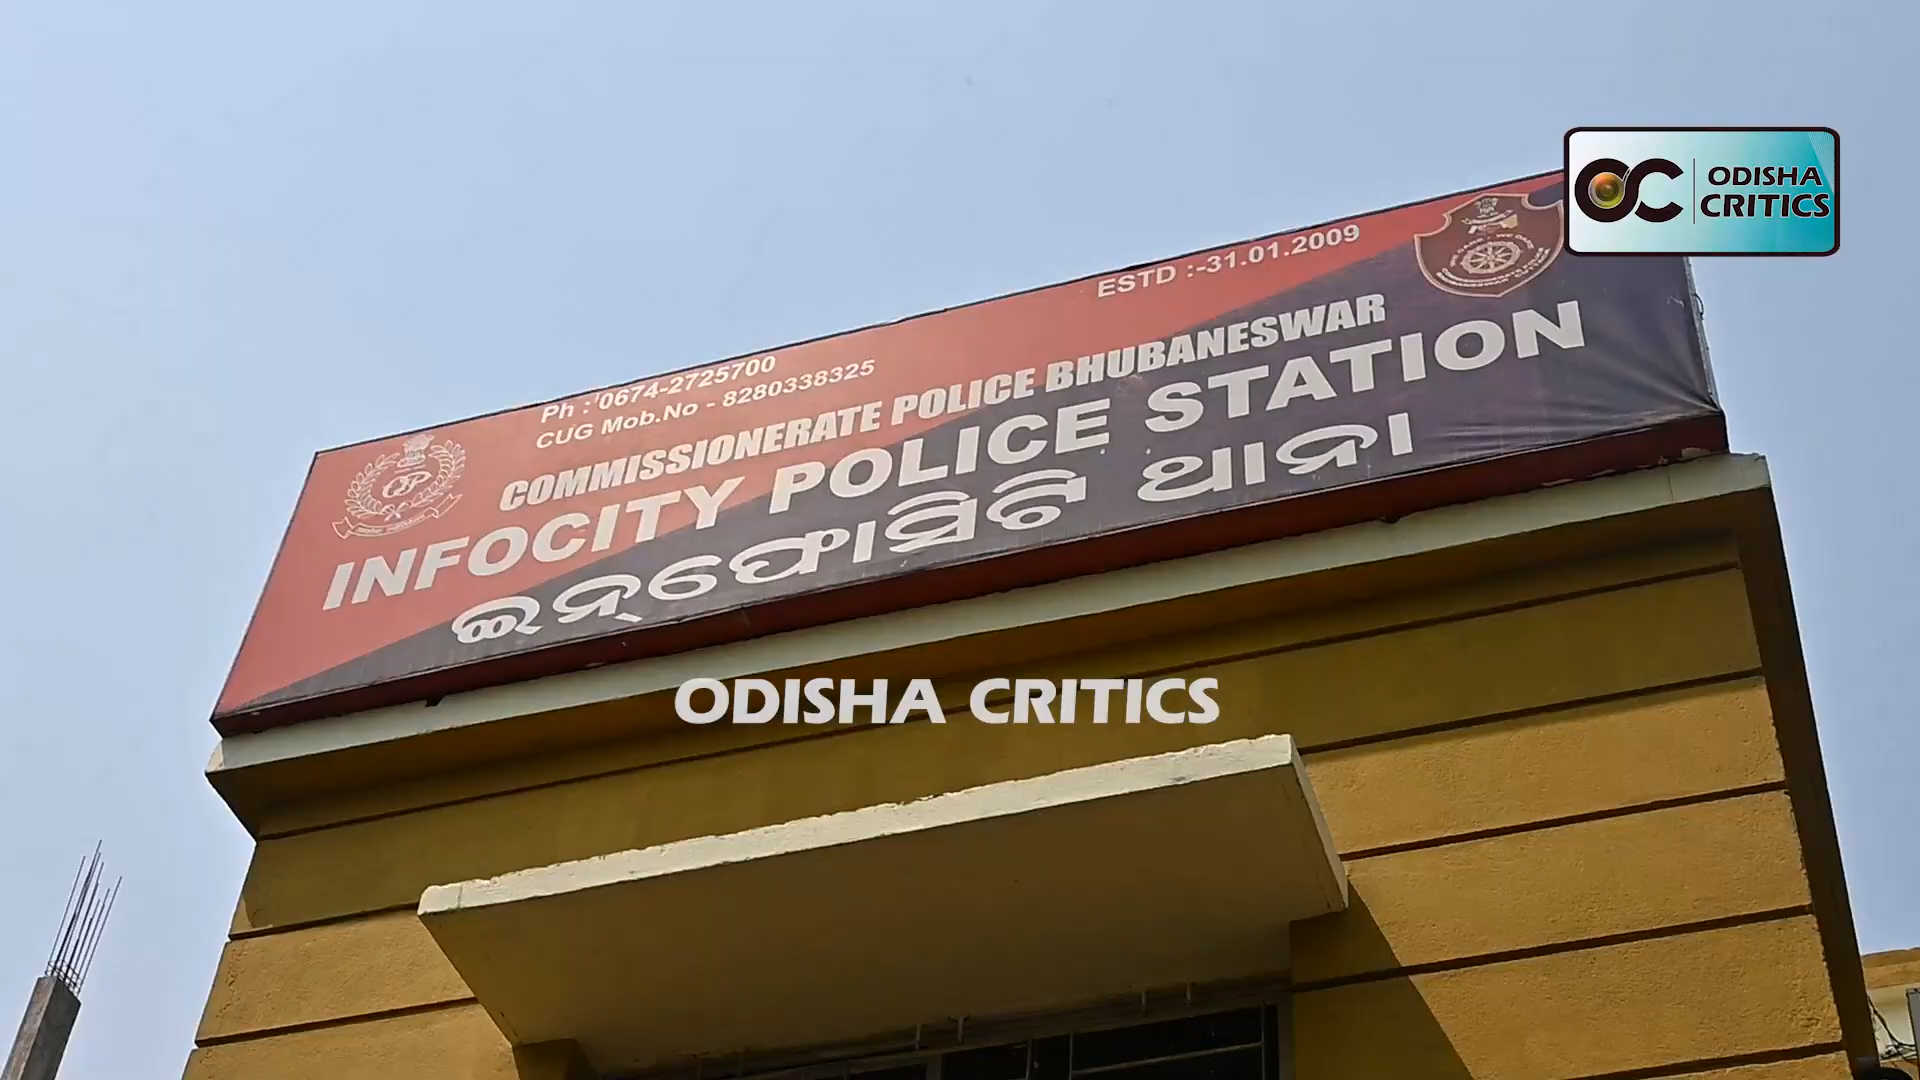 ODISHA
CRITICS
ESTD :-31.01.2009
Ph : 0674-2725700
CUG Mob.No - 8280338325
COMMISSIONERATE POLICE BHUBANESWAR
INFOCITY POLICE STATION
ଇନ୍‌ଫୋସିଟି ଥାନା
ODISHA CRITICS